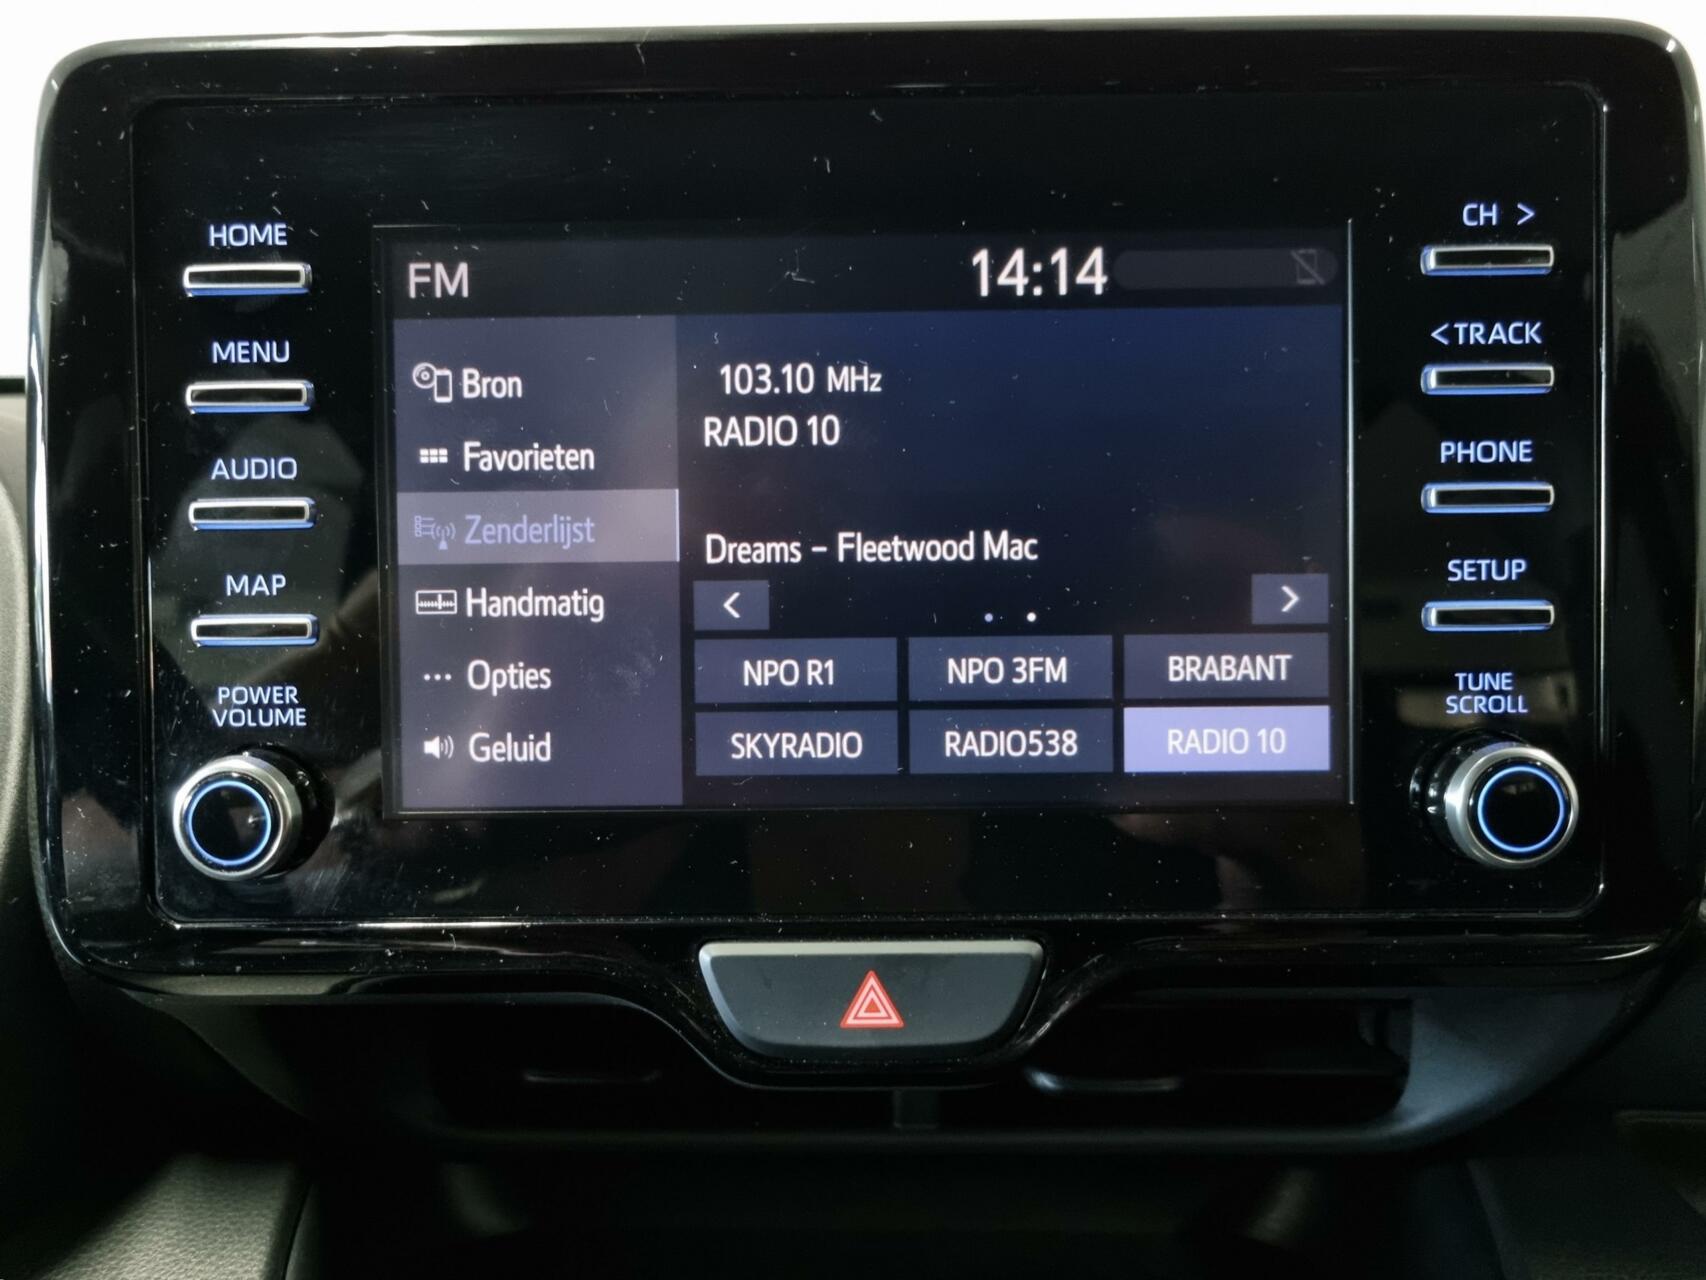 HOME
MENU
AUDIO
MAP
POWER
VOLUME
FM
14:14
Bron
Favorieten
Zenderlijst
Handmatig
Opties
Geluid
103.10 MHz
RADIO 10
Dreams – Fleetwood Mac
< >
NPO R1 NPO 3FM BRABANT
SKYRADIO RADIO538 RADIO 10
CH >
< TRACK
PHONE
SETUP
TUNE
SCROLL